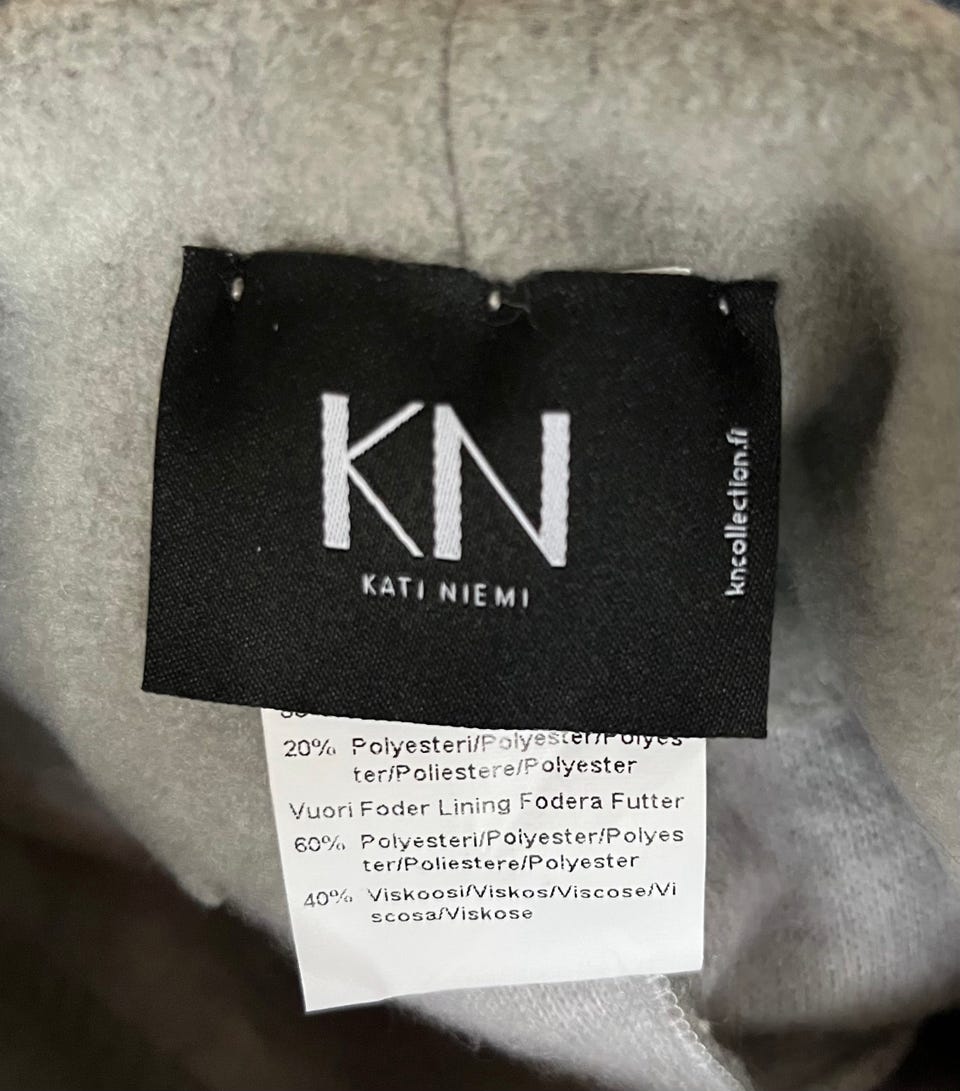 KN
KATI NIEMI
kncollection.fi
20% Polyesteri/Polyester/Polyes
ter/Poliestere/Polyester
Vuori Foder Lining Fodera Futter
60% Polyesteri/Polyester/Polyes
ter/Poliestere/Polyester
40% Viskoosi/Viskos/Viscose/Vi
scosa/Viskose